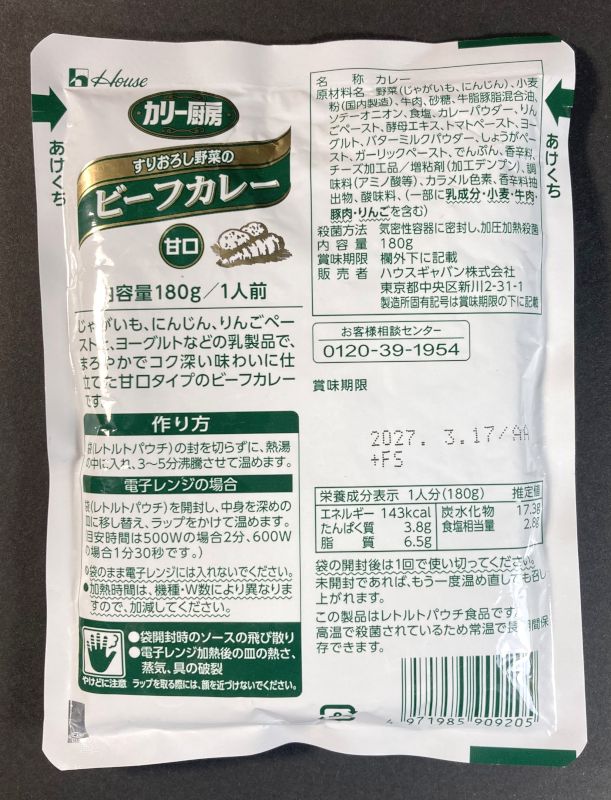 House
カリー厨房
すりおろし野菜の
ビーフカレー
甘口
内容量180g/1人前
じゃがいも、にんじん、りんごペー
ストと、ヨーグルトなどの乳製品で、
まろやかでコク深い味わいに仕
立てた甘口タイプのビーフカレー
です。
作り方
袋(レトルトパウチ)の封を切らずに、熱湯
の中に入れ、3〜5分沸騰させて温めます。
電子レンジの場合
袋(レトルトパウチ)を開封し、中身を深めの
皿に移し替え、ラップをかけて温めます。
(目安時間は500Wの場合2分、600W
の場合1分30秒です。)
●袋のまま電子レンジには入れないでください。
●加熱時間は、機種・W数により異なりま
すので、加減してください。
●袋開封時のソースの飛び散り
●電子レンジ加熱後の皿の熱さ、
蒸気、具の破裂
やけどに注意 ラップを取る際には、顔を近づけないでください。
あけくち
名 称 カレー
原材料名 野菜(じゃがいも、にんじん)、小麦
粉(国内製造)、牛肉、砂糖、牛脂豚脂混合油、
ソテーオニオン、食塩、カレーパウダー、りん
ごペースト、酵母エキス、トマトペースト、ヨー
グルト、バターミルクパウダー、しょうがペー
スト、ガーリックペースト、でんぷん、香辛料、
チーズ加工品/増粘剤(加工デンプン)、調
味料(アミノ酸等)、カラメル色素、香辛料抽
出物、酸味料、(一部に乳成分・小麦・牛肉・
豚肉・りんごを含む)
殺菌方法 気密性容器に密封し、加圧加熱殺菌
内 容 量 180g
賞味期限 欄外下に記載
販 売 者 ハウスギャバン株式会社
東京都中央区新川2-31-1
製造所固有記号は賞味期限の下に記載
あけくち
お客様相談センター
0120-39-1954
賞味期限
2027. 3.17/AA
+FS
栄養成分表示 1人分(180g) 推定値
エネルギー 143kcal 炭水化物 17.3g
たんぱく質 3.8g 食塩相当量 2.8g
脂 質 6.5g
袋の開封後は1回で使い切ってください。
未開封であれば、もう一度温め直しても召し
上がれます。
この製品はレトルトパウチ食品です。
高温で殺菌されているため常温で長期間保
存できます。
4 971985 909205